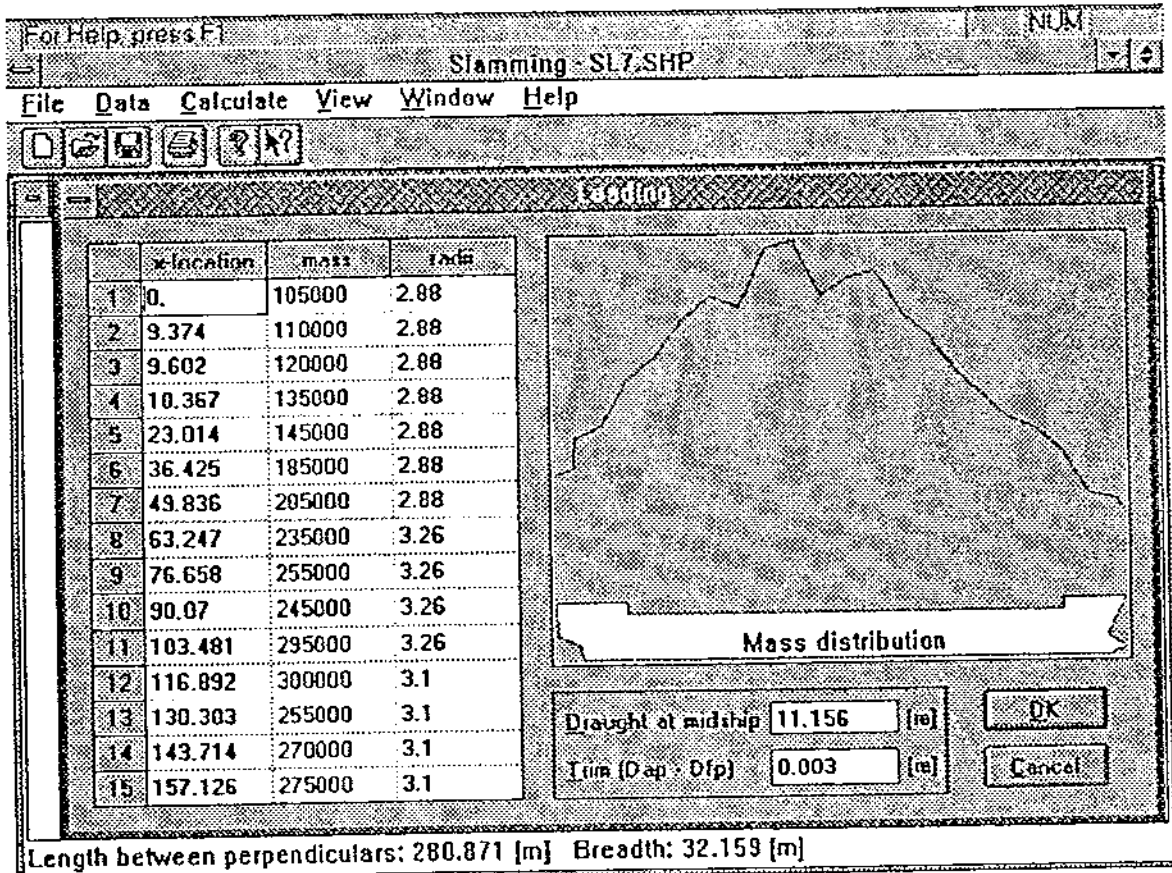 For Help, press F1 NUM
Slamming - SL7.SHP
File Data Calculate View Window Help
Loading
x-location mass radii
1 0. 105000 2.88
2 9.374 110000 2.88
3 9.602 120000 2.88
4 10.367 135000 2.88
5 23.014 145000 2.88
6 36.425 185000 2.88
7 49.836 205000 2.88
8 63.247 235000 3.26
9 76.658 255000 3.26
10 90.07 245000 3.26
11 103.481 295000 3.26
12 116.892 300000 3.1
13 130.303 255000 3.1
14 143.714 270000 3.1
15 157.126 275000 3.1
Mass distribution
Draught at midship 11.156 [m]
Trim (Dap - Dfp) 0.003 [m]
OK
Cancel
Length between perpendiculars: 280.871 [m] Breadth: 32.159 [m]